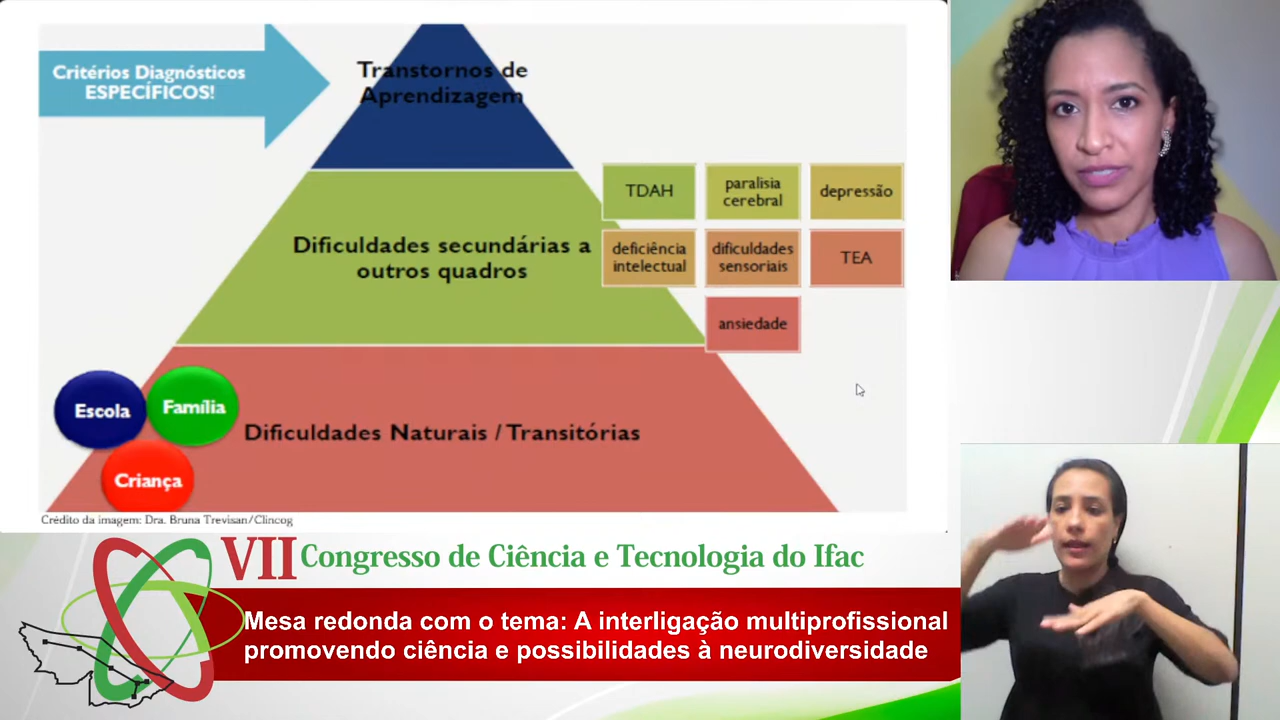 Critérios Diagnósticos
ESPECÍFICOS!
Transtornos de
Aprendizagem
Dificuldades secundárias a
outros quadros
TDAH
paralisia
cerebral
depressão
deficiência
intelectual
dificuldades
sensoriais
TEA
ansiedade
Escola
Família
Criança
Dificuldades Naturais / Transitórias
Crédito da imagem: Dra. Bruna Trevisan/Clincog
VII Congresso de Ciência e Tecnologia do Ifac
Mesa redonda com o tema: A interligação multiprofissional
promovendo ciência e possibilidades à neurodiversidade